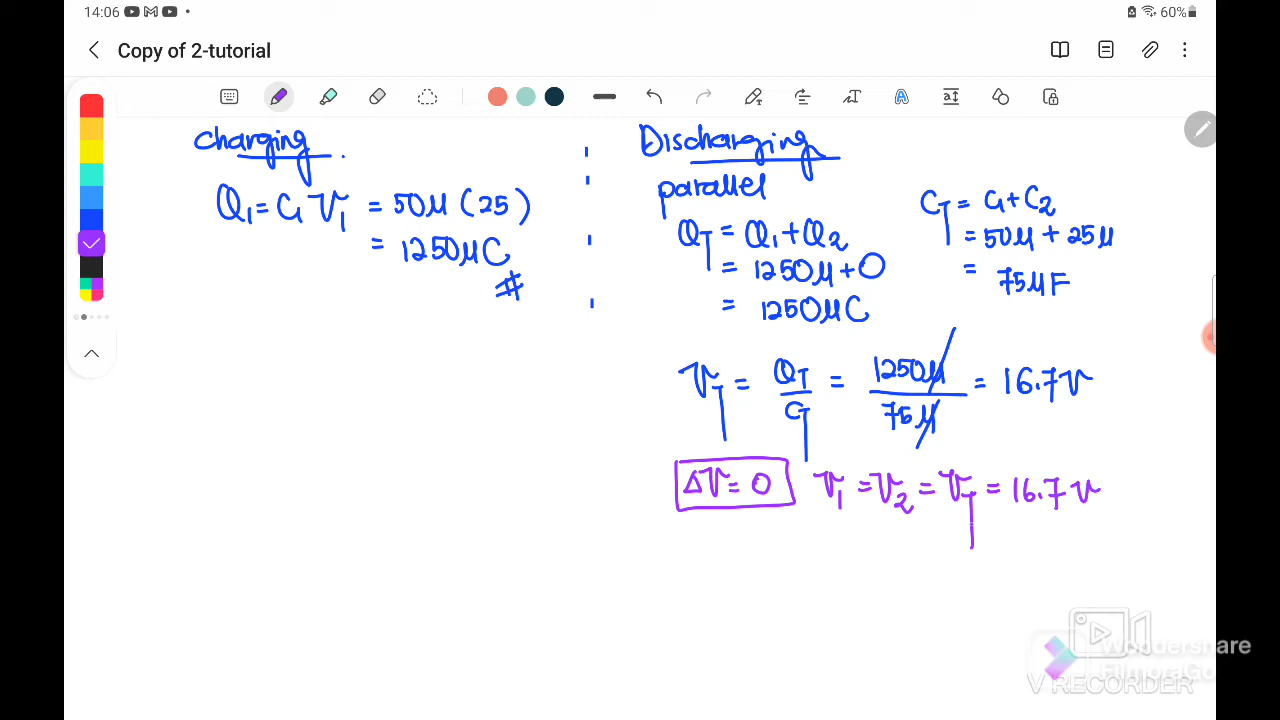 14:06
60%
Copy of 2-tutorial
Charging
Q1 = C1 V1 = 50μ (25)
= 1250μC
#
Discharging
parallel
QT = Q1 + Q2
= 1250μ + 0
= 1250μC
CT = C1 + C2
= 50μ + 25μ
= 75μF
VT = QT / CT = 1250μ / 75μ = 16.7V
ΔV = 0 V1 = V2 = VT = 16.7V
Wondershare
FilmoraGo
V RECORDER